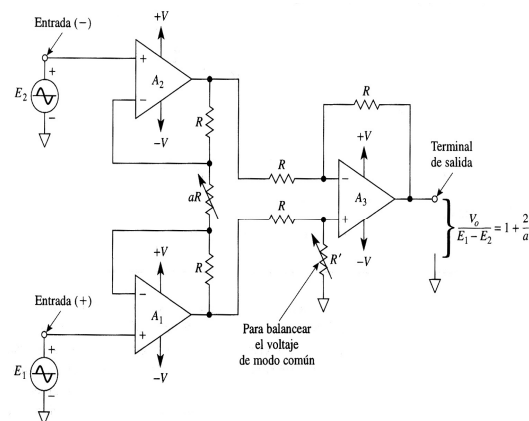 Entrada (−)
+V
+
A₂
−
−V
E₂
+
−
R
aR
R
R
R
R
+V
−
A₃
+
−V
R′
Terminal
de salida
Vₒ
E₁ − E₂
= 1 + 2
a
+V
−
A₁
+
−V
Entrada (+)
+
E₁
−
Para balancear
el voltaje
de modo común